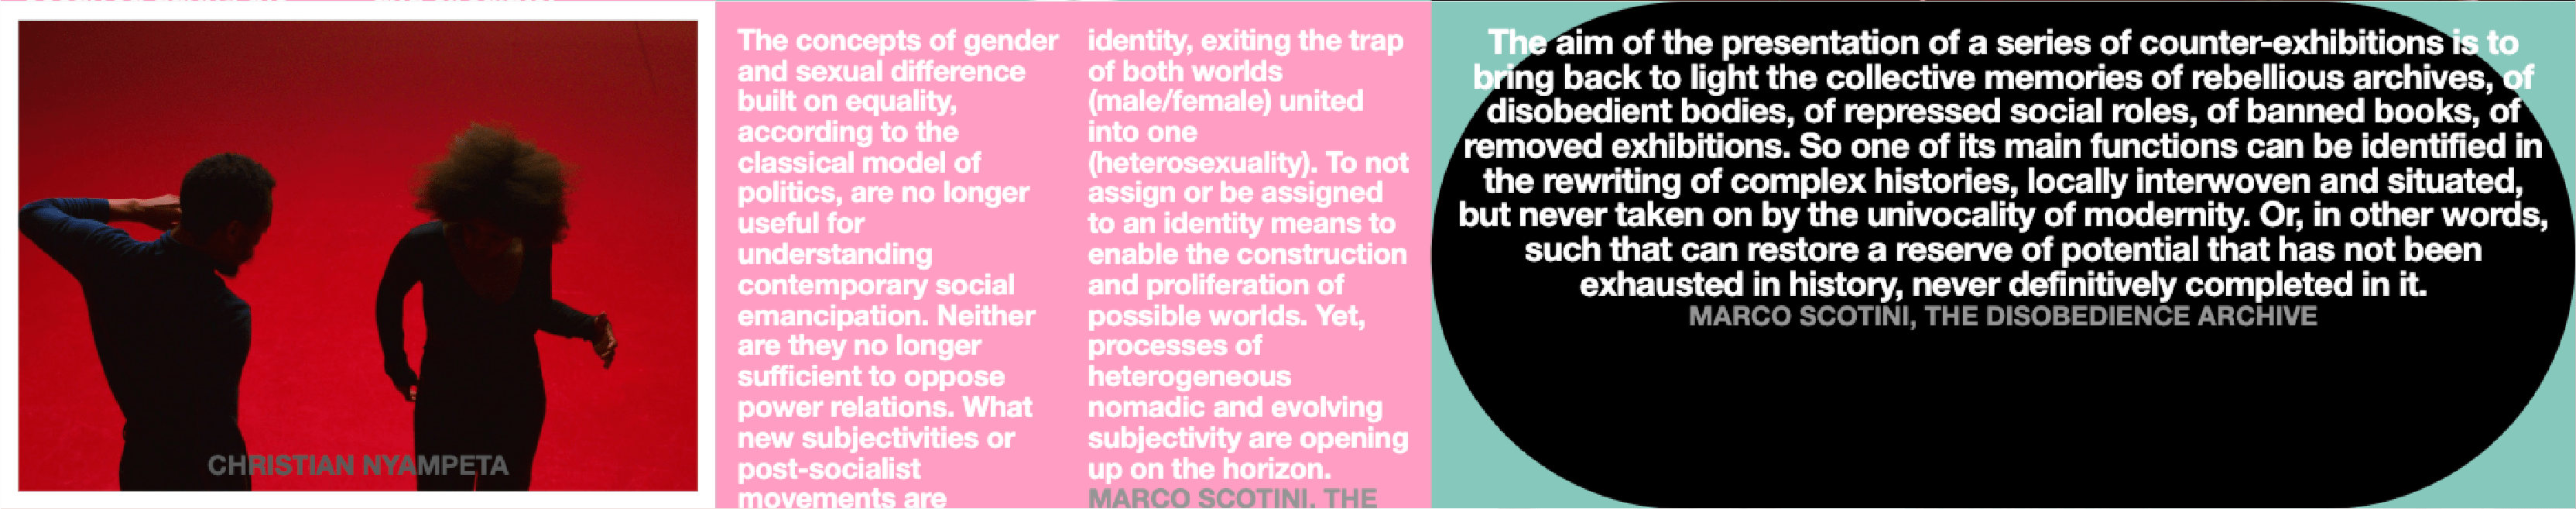 CHRISTIAN NYAMPETA
The concepts of gender
and sexual difference
built on equality,
according to the
classical model of
politics, are no longer
useful for
understanding
contemporary social
emancipation. Neither
are they no longer
sufficient to oppose
power relations. What
new subjectivities or
post-socialist
movements are
identity, exiting the trap
of both worlds
(male/female) united
into one
(heterosexuality). To not
assign or be assigned
to an identity means to
enable the construction
and proliferation of
possible worlds. Yet,
processes of
heterogeneous
nomadic and evolving
subjectivity are opening
up on the horizon.
MARCO SCOTINI, THE
The aim of the presentation of a series of counter-exhibitions is to
bring back to light the collective memories of rebellious archives, of
disobedient bodies, of repressed social roles, of banned books, of
removed exhibitions. So one of its main functions can be identified in
the rewriting of complex histories, locally interwoven and situated,
but never taken on by the univocality of modernity. Or, in other words,
such that can restore a reserve of potential that has not been
exhausted in history, never definitively completed in it.
MARCO SCOTINI, THE DISOBEDIENCE ARCHIVE